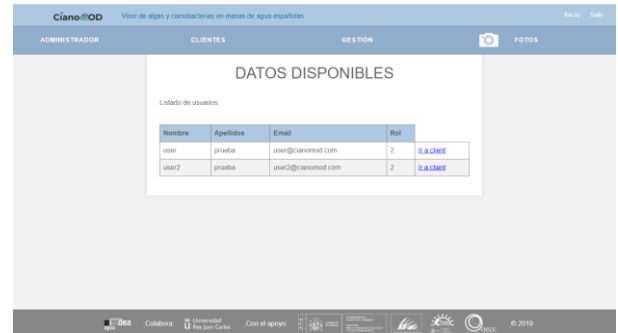 CianoMOD Visor de algas y cianobacterias en masas de agua españolas Inicio Salir
ADMINISTRADOR CLIENTES GESTIÓN FOTOS
DATOS DISPONIBLES
Listado de usuarios:
Nombre Apellidos Email Rol
user prueba user@cianomod.com 2 Ir a client
user2 prueba user2@cianomod.com 2 Ir a client
idea agua Colabora Universidad Rey Juan Carlos Con el apoyo © 2019